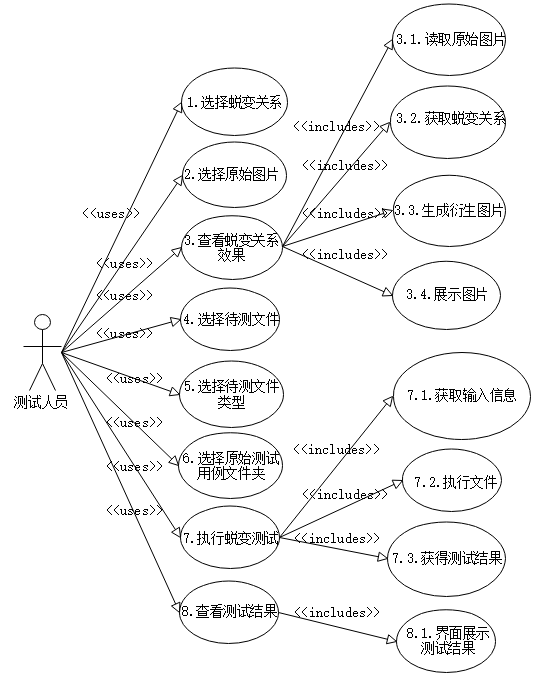 3.1.读取原始图片
1.选择蜕变关系
3.2.获取蜕变关系
<<includes>>
<<includes>>
2.选择原始图片
<<uses>>
3.3.生成衍生图片
<<includes>>
3.查看蜕变关系
效果
<<includes>>
<<uses>>
<<uses>>
3.4.展示图片
4.选择待测文件
<<uses>>
测试人员
<<uses>>
5.选择待测文件
类型
7.1.获取输入信息
<<uses>>
6.选择原始测试
用例文件夹
<<includes>>
<<uses>>
7.2.执行文件
<<includes>>
<<uses>>
7.执行蜕变测试
<<includes>>
7.3.获得测试结果
8.查看测试结果
<<includes>>
8.1.界面展示
测试结果